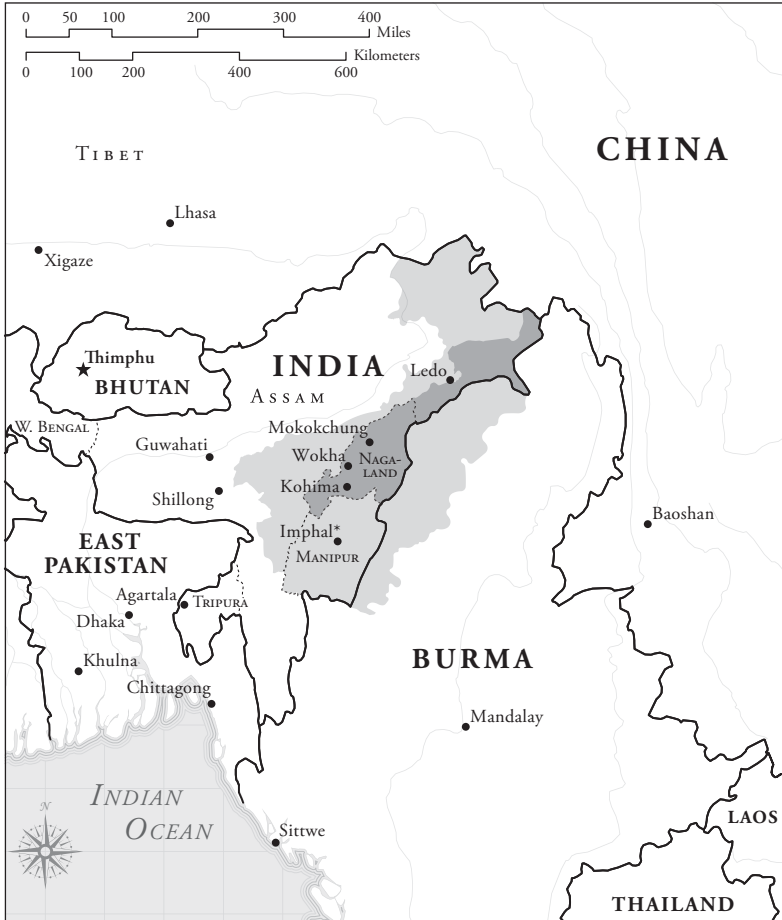 0 50 100 200 300 400
Miles
Kilometers
0 100 200 400 600
TIBET
CHINA
Lhasa
Xigaze
Thimphu
BHUTAN
INDIA
ASSAM
Ledo
W. BENGAL
Mokokchung
Guwahati
Wokha
NAGA-
LAND
Kohima
Shillong
Baoshan
Imphal*
MANIPUR
EAST
PAKISTAN
Agartala
TRIPURA
Dhaka
Khulna
BURMA
Chittagong
Mandalay
INDIAN
OCEAN
N
Sittwe
LAOS
THAILAND